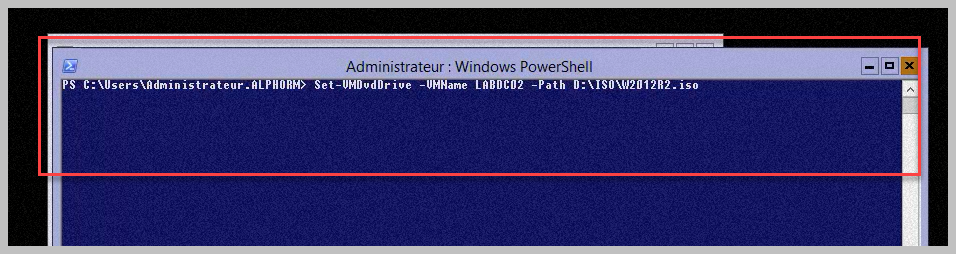 Administrateur : Windows PowerShell
PS C:\Users\Administrateur.ALPHORM> Set-VMDvdDrive -VMName LABDC02 -Path D:\ISO\W2012R2.iso